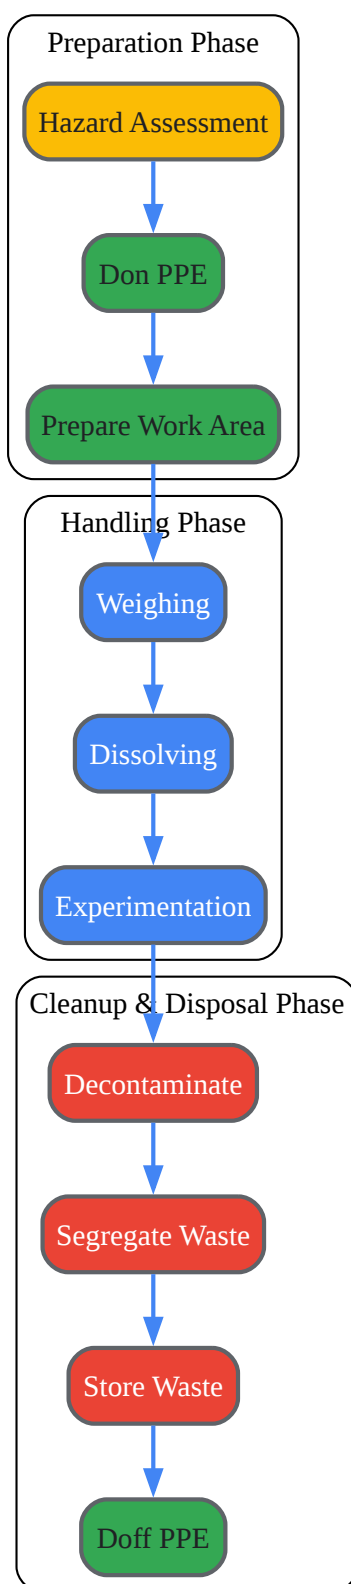 Preparation Phase
Hazard Assessment
Don PPE
Prepare Work Area
Handling Phase
Weighing
Dissolving
Experimentation
Cleanup & Disposal Phase
Decontaminate
Segregate Waste
Store Waste
Doff PPE